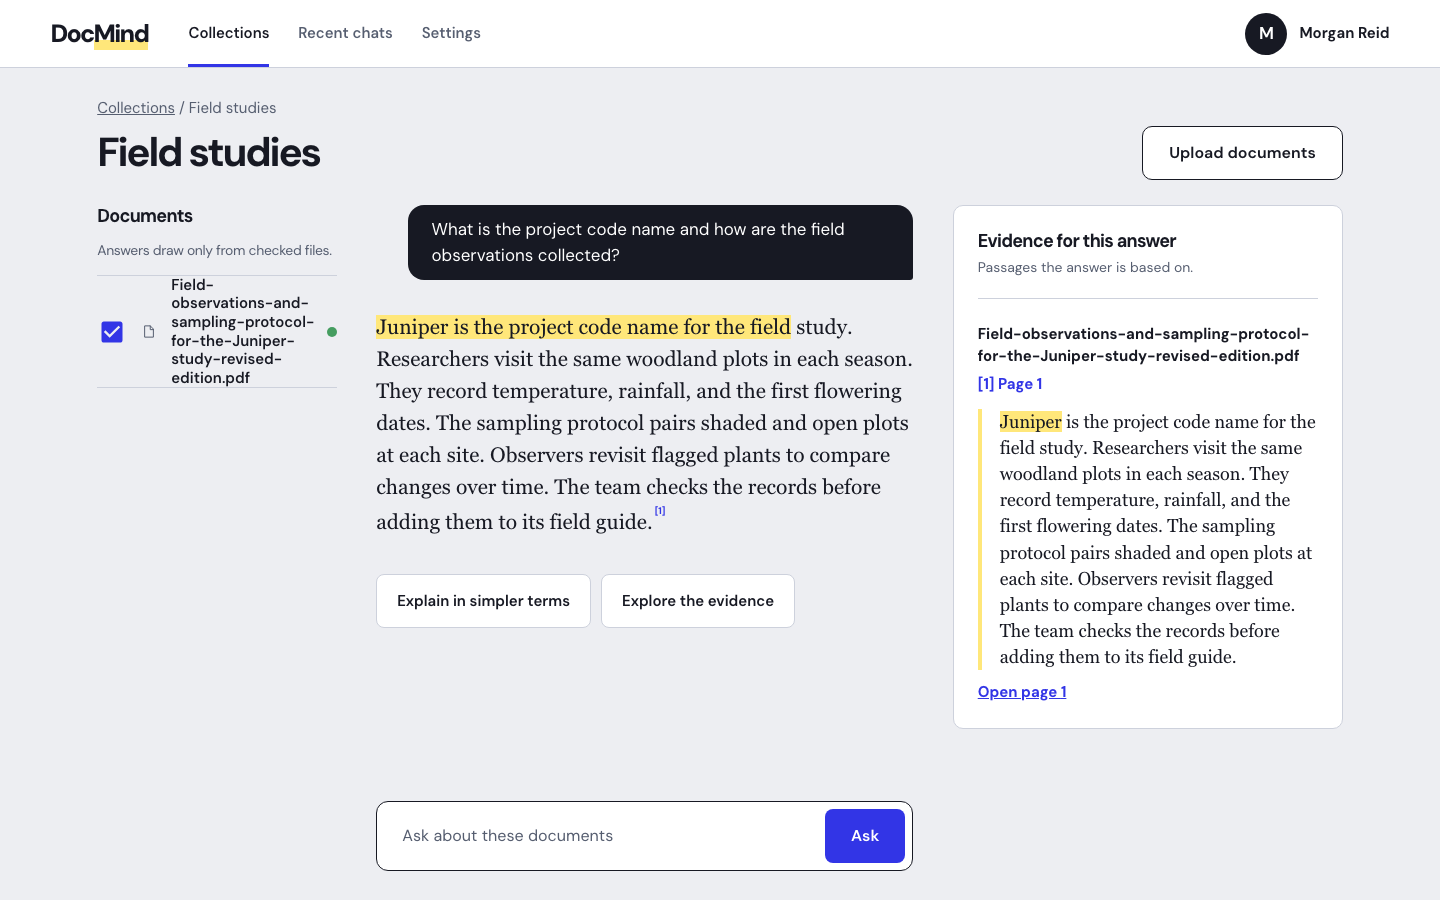 DocMind
Collections
Recent chats
Settings
M
Morgan Reid
Collections / Field studies
Field studies
Upload documents
Documents
Answers draw only from checked files.
Field-
observations-and-
sampling-protocol-
for-the-Juniper-
study-revised-
edition.pdf
What is the project code name and how are the field
observations collected?
Juniper is the project code name for the field study.
Researchers visit the same woodland plots in each season.
They record temperature, rainfall, and the first flowering
dates. The sampling protocol pairs shaded and open plots
at each site. Observers revisit flagged plants to compare
changes over time. The team checks the records before
adding them to its field guide.[1]
Explain in simpler terms
Explore the evidence
Ask about these documents
Ask
Evidence for this answer
Passages the answer is based on.
Field-observations-and-sampling-protocol-
for-the-Juniper-study-revised-edition.pdf
[1] Page 1
Juniper is the project code name for the
field study. Researchers visit the same
woodland plots in each season. They
record temperature, rainfall, and the
first flowering dates. The sampling
protocol pairs shaded and open plots at
each site. Observers revisit flagged
plants to compare changes over time.
The team checks the records before
adding them to its field guide.
Open page 1